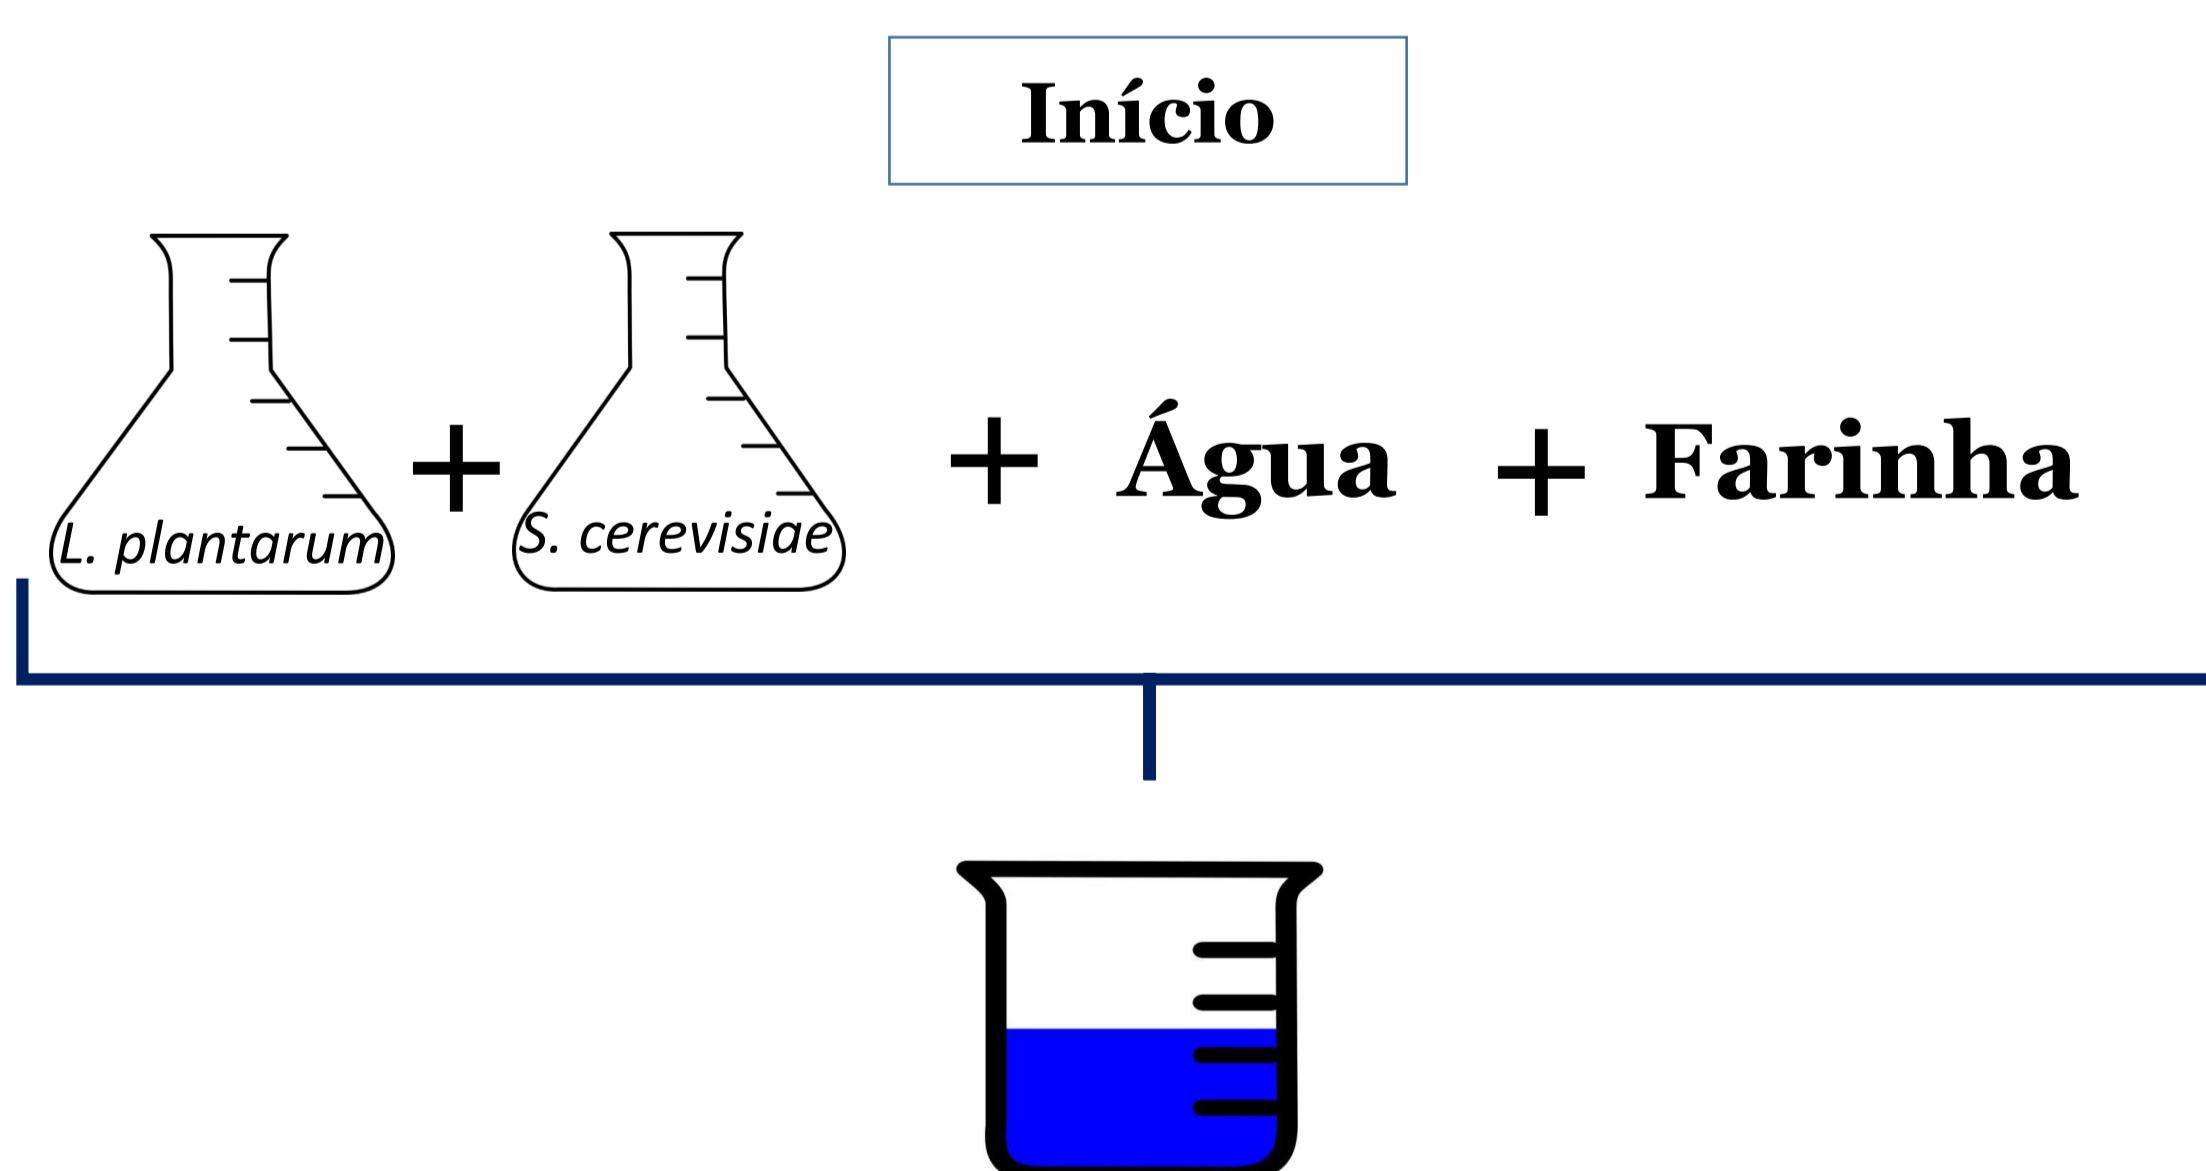 Início
L. plantarum + S. cerevisiae + Água + Farinha